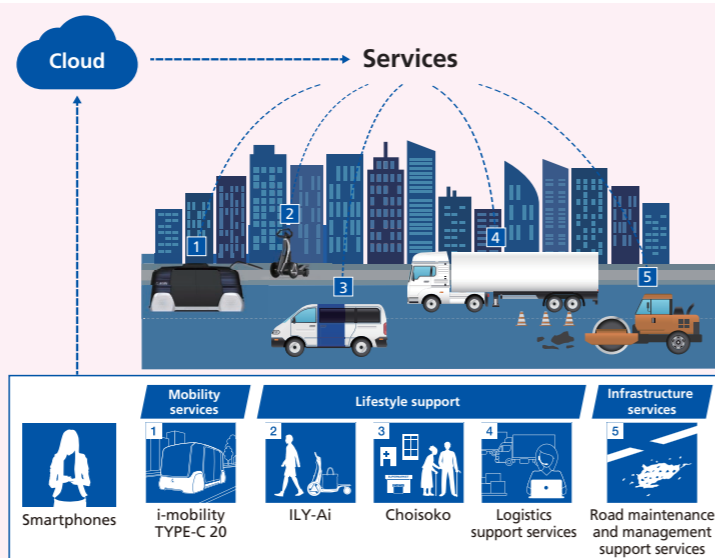 Cloud
Services
1
2
3
4
5
Mobility
services
Lifestyle support
Infrastructure
services
1
2
3
4
5
Smartphones
i-mobility
TYPE-C 20
ILY-Ai
Choisoko
Logistics
support services
Road maintenance
and management
support services